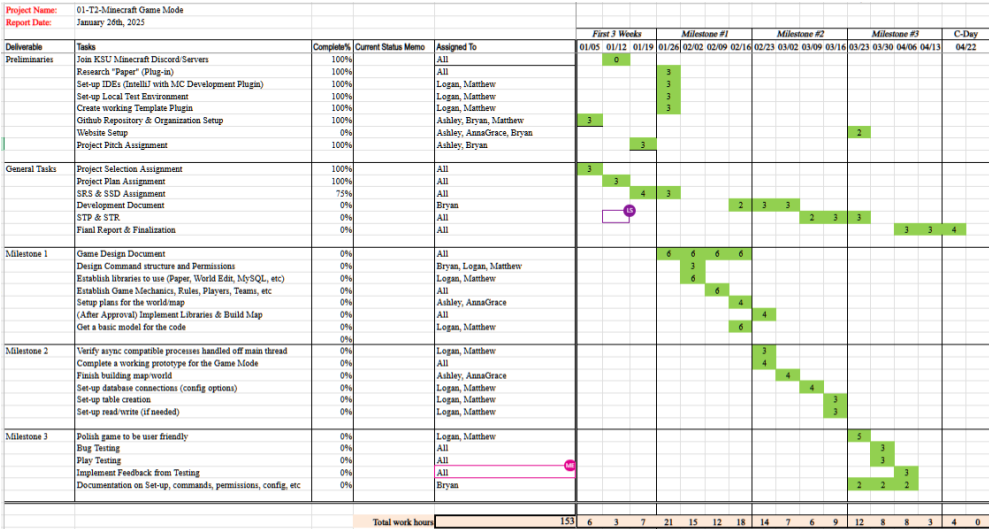 Project Name: 01-T2-Minecraft Game Mode
Report Date: January 26th, 2025
First 3 Weeks Milestone #1 Milestone #2 Milestone #3 C-Day
Deliverable Tasks Complete% Current Status Memo Assigned To 01/05 01/12 01/19 01/26 02/02 02/09 02/16 02/23 03/02 03/09 03/16 03/23 03/30 04/06 04/13 04/22
Preliminaries Join KSU Minecraft Discord/Servers 100% All 0
Research "Paper" (Plug-in) 100% All 3
Set-up IDEs (IntelliJ with MC Development Plugin) 100% Logan, Matthew 3
Set-up Local Test Environment 100% Logan, Matthew 3
Create working Template Plugin 100% Logan, Matthew 3
Github Repository & Organization Setup 100% Ashley, Bryan, Matthew 3
Website Setup 0% Ashley, AnnaGrace, Bryan 2
Project Pitch Assignment 100% Ashley, Bryan 3
General Tasks Project Selection Assignment 100% All 3
Project Plan Assignment 100% All 3
SRS & SSD Assignment 75% All 4 3
Development Document 0% Bryan 2 3 3
STP & STR 0% All LS 2 3 3
Fianl Report & Finalization 0% All 3 3 4
Milestone 1 Game Design Document 0% All 6 6 6 6
Design Command structure and Permissions 0% Bryan, Logan, Matthew 3
Establish libraries to use (Paper, World Edit, MySQL, etc) 0% Logan, Matthew 6
Establish Game Mechanics, Rules, Players, Teams, etc 0% All 6
Setup plans for the world/map 0% Ashley, AnnaGrace 4
(After Approval) Implement Libraries & Build Map 0% All 4
Get a basic model for the code 0% Logan, Matthew 6
0%
Milestone 2 Verify async compatible processes handled off main thread 0% Logan, Matthew 3
Complete a working prototype for the Game Mode 0% All 4
Finish building map/world 0% Ashley, AnnaGrace 4
Set-up database connections (config options) 0% Logan, Matthew 4
Set-up table creation 0% Logan, Matthew 3
Set-up read/write (if needed) 0% Logan, Matthew 3
Milestone 3 Polish game to be user friendly 0% Logan, Matthew 5
Bug Testing 0% All 3
Play Testing 0% All 3
Implement Feedback from Testing 0% All 3
Documentation on Set-up, commands, permissions, config, etc 0% Bryan 2 2 2
Total work hours 153 6 3 7 21 15 12 18 14 7 6 9 12 8 8 3 4 0